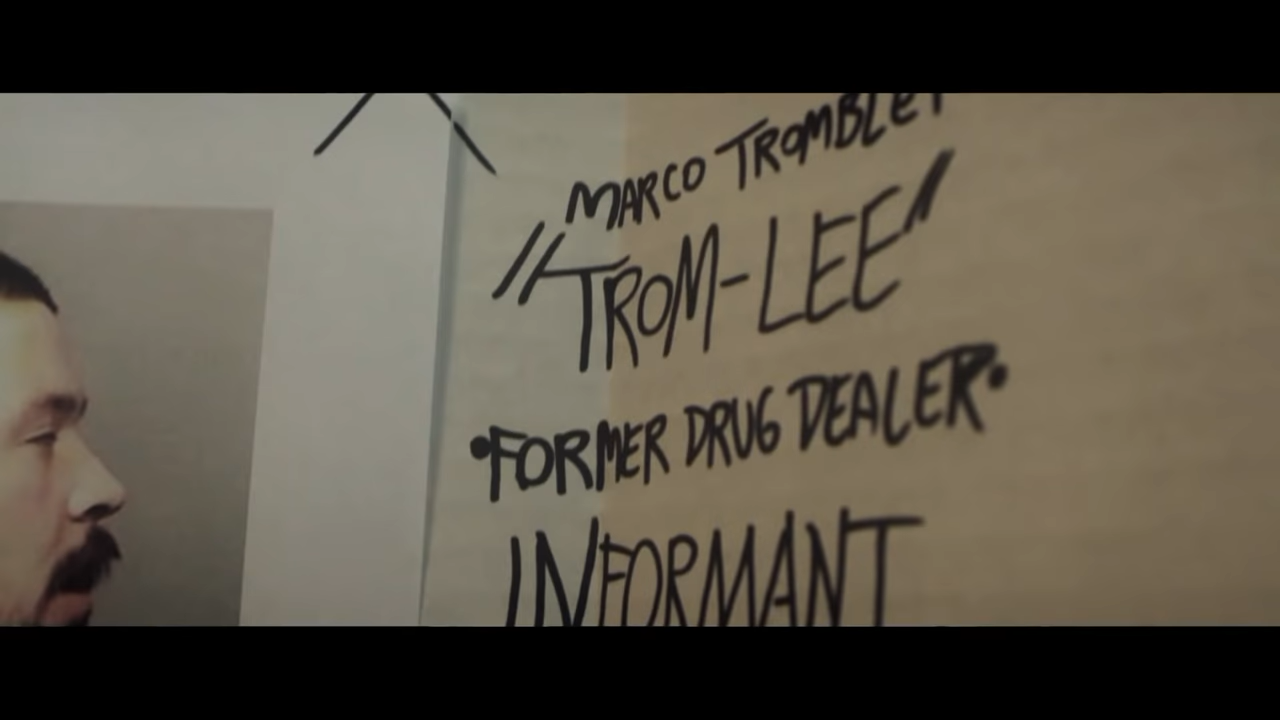 MARCO TROMBLEY
"TROM-LEE"
•FORMER DRUG DEALER•
INFORMANT